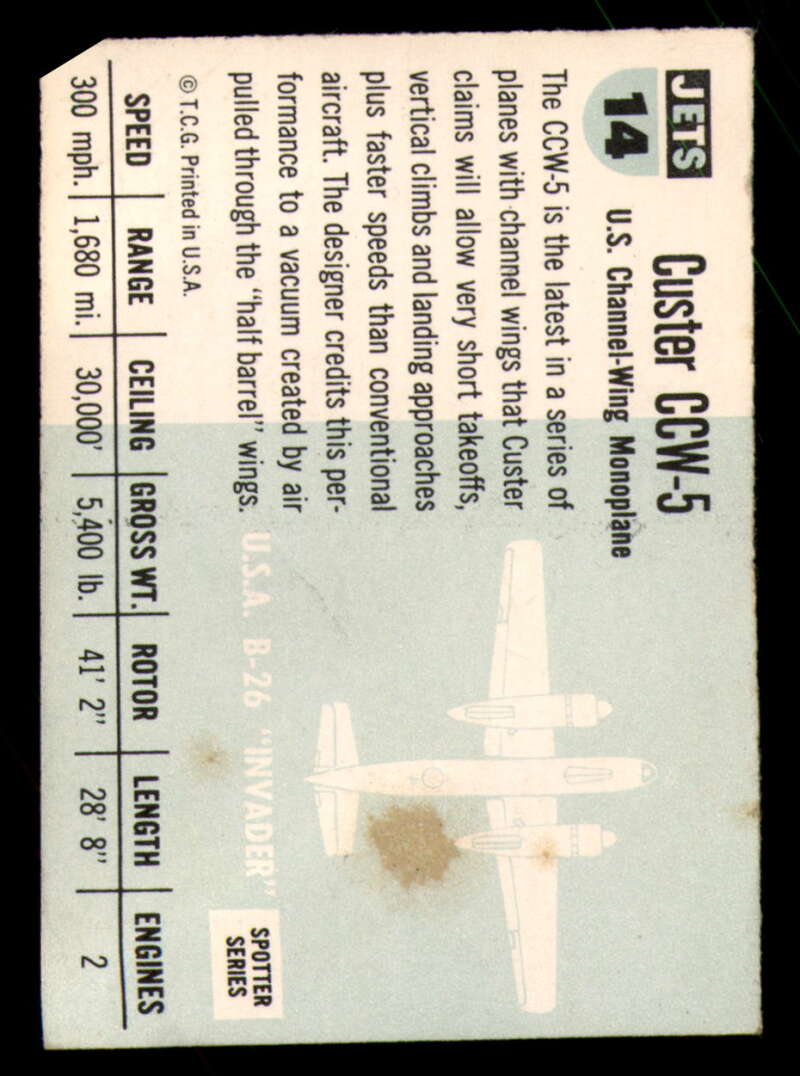 JETS
14
Custer CCW-5
U.S. Channel-Wing Monoplane
The CCW-5 is the latest in a series of
planes with channel wings that Custer
claims will allow very short takeoffs,
vertical climbs and landing approaches
plus faster speeds than conventional
aircraft. The designer credits this per-
formance to a vacuum created by air
pulled through the "half barrel" wings.
© T.C.G. Printed in U.S.A.
U.S.A. B-26 "INVADER"
SPOTTER
SERIES
SPEED RANGE CEILING GROSS WT. ROTOR LENGTH ENGINES
300 mph. 1,680 mi. 30,000' 5,400 lb. 41' 2" 28' 8" 2